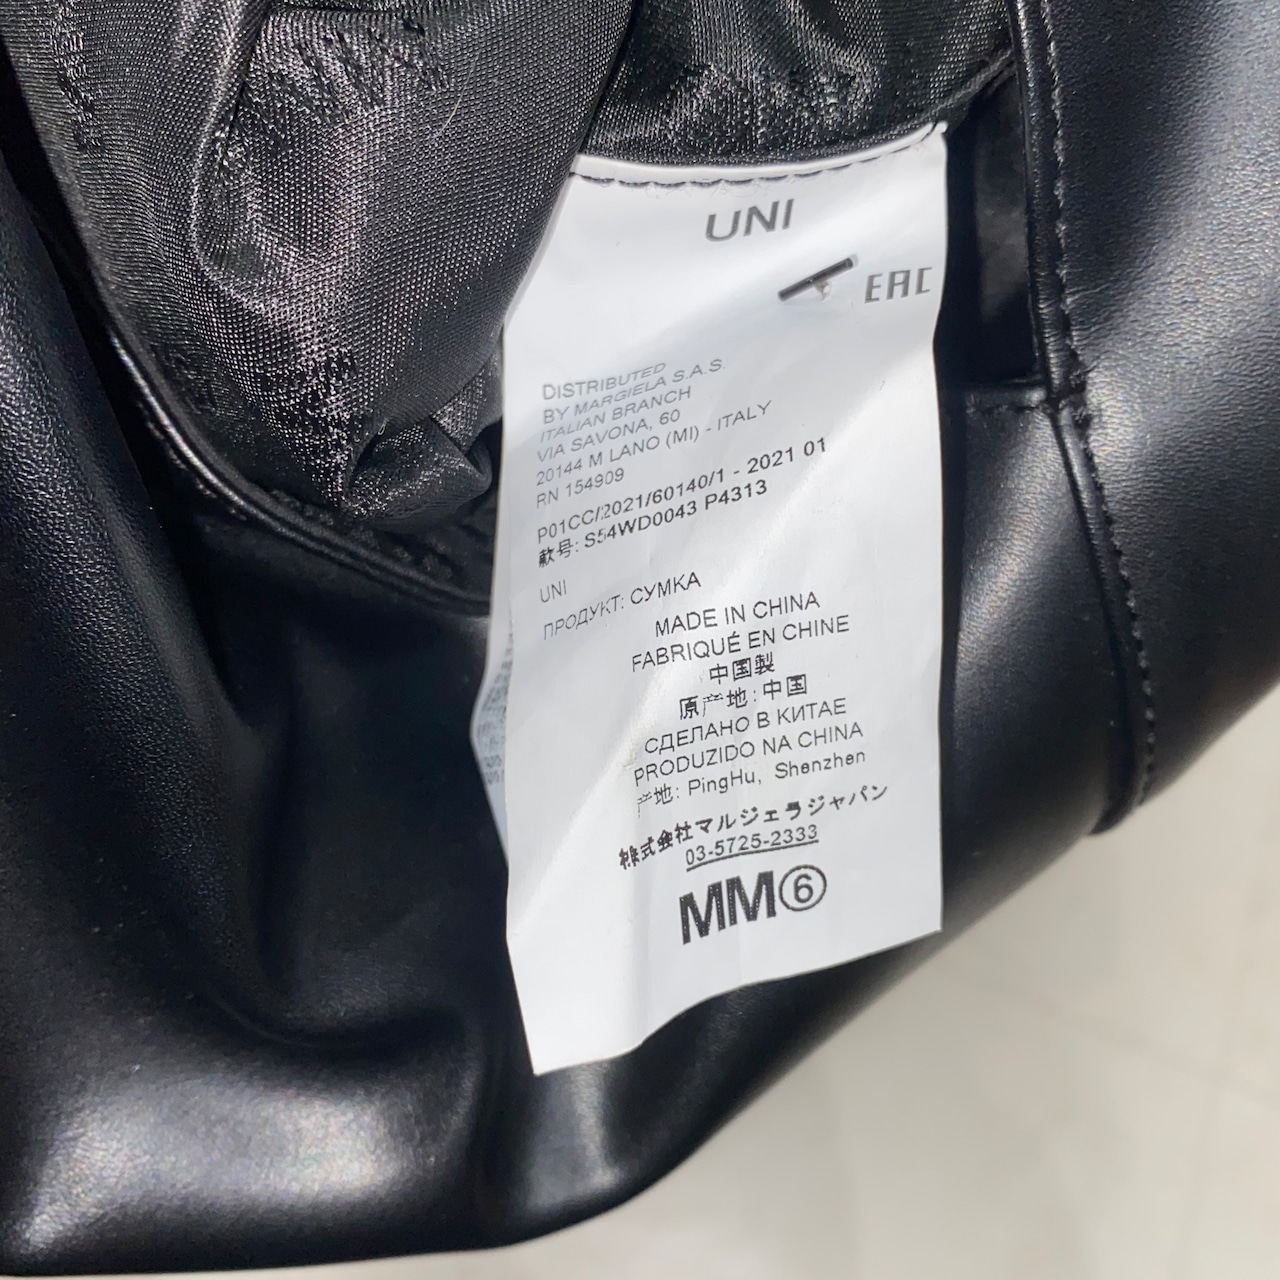 UNI
EAC
DISTRIBUTED
BY MARGIELA S.A.S.
ITALIAN BRANCH
VIA SAVONA, 60
20144 M LANO (MI) - ITALY
RN 154909
P01CC/2021/60140/1 - 2021 01
款号: S54WD0043 P4313
UNI
ПРОДУКТ: СУМКА
MADE IN CHINA
FABRIQUÉ EN CHINE
中国製
原产地: 中国
СДЕЛАНО В КИТАЕ
PRODUZIDO NA CHINA
产地: PingHu, Shenzhen
株式会社マルジェラジャパン
03-5725-2333
MM⑥